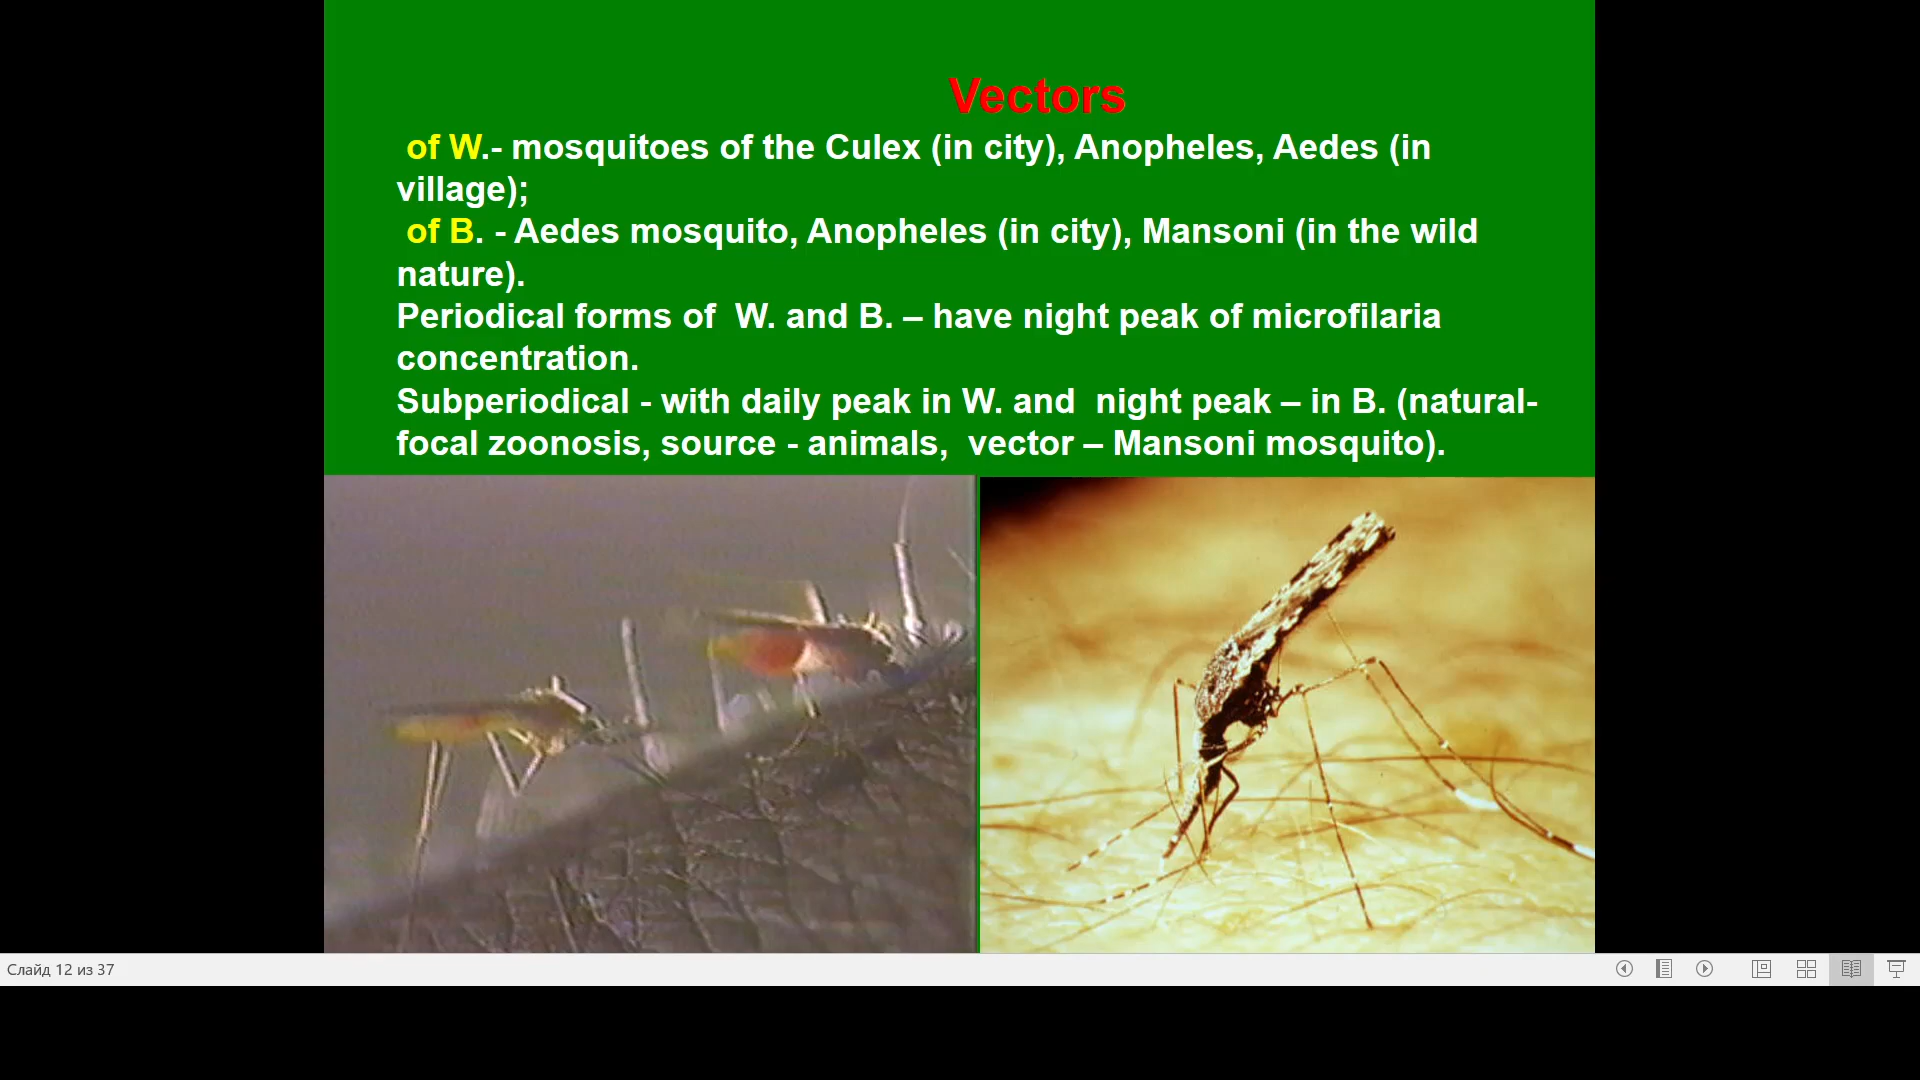 Vectors
of W.- mosquitoes of the Culex (in city), Anopheles, Aedes (in
village);
of B. - Aedes mosquito, Anopheles (in city), Mansoni (in the wild
nature).
Periodical forms of W. and B. – have night peak of microfilaria
concentration.
Subperiodical - with daily peak in W. and night peak – in B. (natural-
focal zoonosis, source - animals, vector – Mansoni mosquito).
Слайд 12 из 37